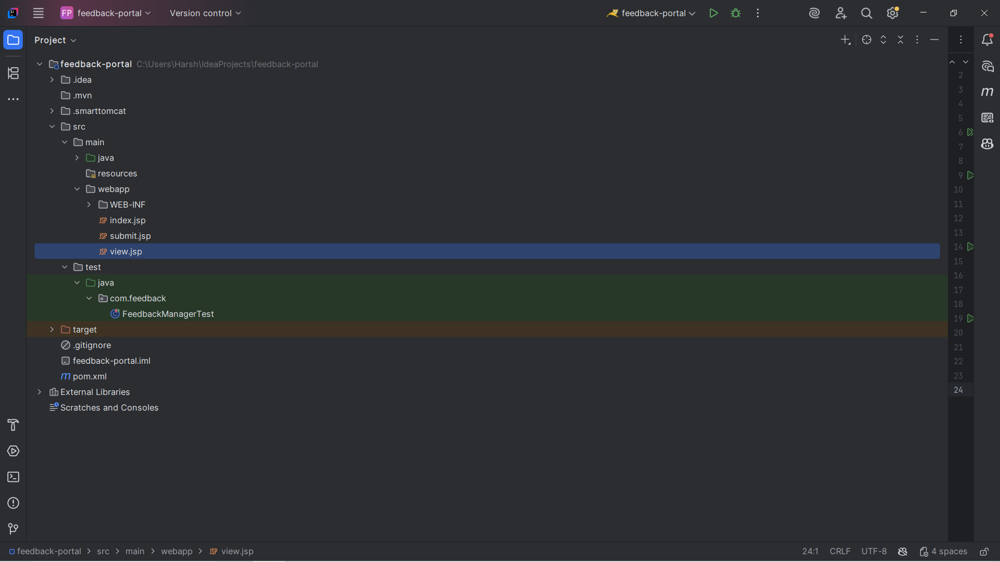 FP feedback-portal Version control feedback-portal
Project
feedback-portal C:\Users\Harsh\IdeaProjects\feedback-portal
.idea
.mvn
.smarttomcat
src
main
java
resources
webapp
WEB-INF
JSP index.jsp
JSP submit.jsp
JSP view.jsp
test
java
com.feedback
FeedbackManagerTest
target
.gitignore
feedback-portal.iml
m pom.xml
External Libraries
Scratches and Consoles
2
3
4
5
6
7
8
9
10
11
12
13
14
15
16
17
18
19
20
21
22
23
24
m
feedback-portal > src > main > webapp > JSP view.jsp 24:1 CRLF UTF-8 4 spaces